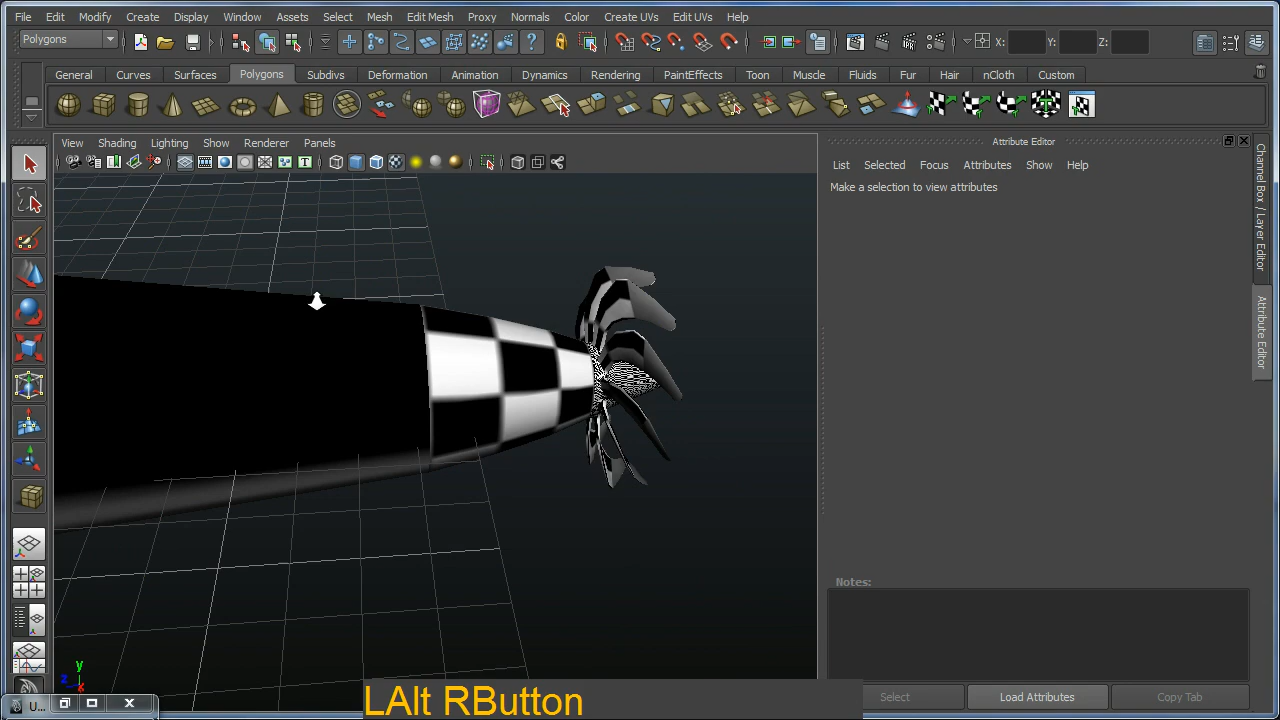 File Edit Modify Create Display Window Assets Select Mesh Edit Mesh Proxy Normals Color Create UVs Edit UVs Help
Polygons X: Y: Z:
General Curves Surfaces Polygons Subdivs Deformation Animation Dynamics Rendering PaintEffects Toon Muscle Fluids Fur Hair nCloth Custom
View Shading Lighting Show Renderer Panels
Attribute Editor
List Selected Focus Attributes Show Help
Make a selection to view attributes
Channel Box / Layer Editor
Attribute Editor
Notes:
Select Load Attributes Copy Tab
y
z x
U...
LAlt RButton